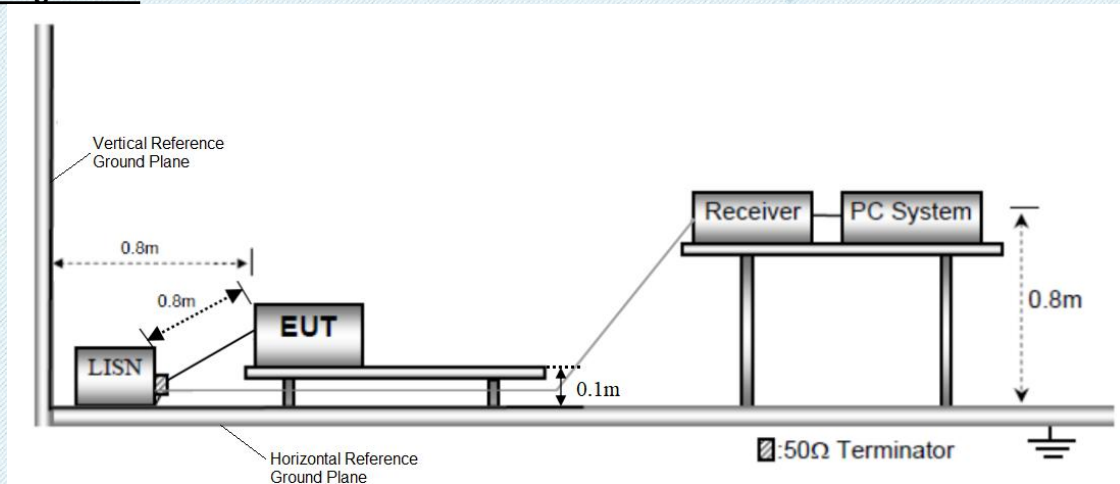 Vertical Reference
Ground Plane
0.8m
0.8m
LISN
EUT
0.1m
Receiver
PC System
0.8m
:50Ω Terminator
Horizontal Reference
Ground Plane